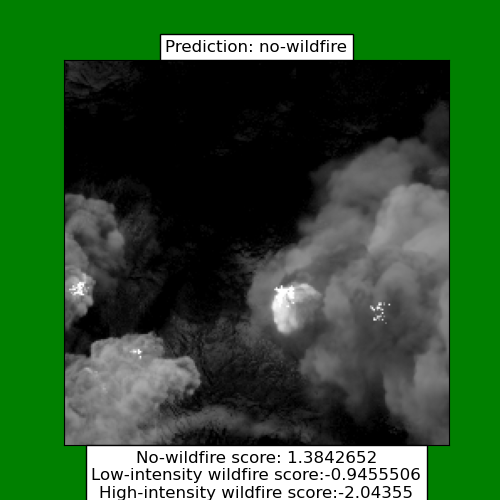 Prediction: no-wildfire
No-wildfire score: 1.3842652
Low-intensity wildfire score:-0.9455506
High-intensity wildfire score:-2.04355